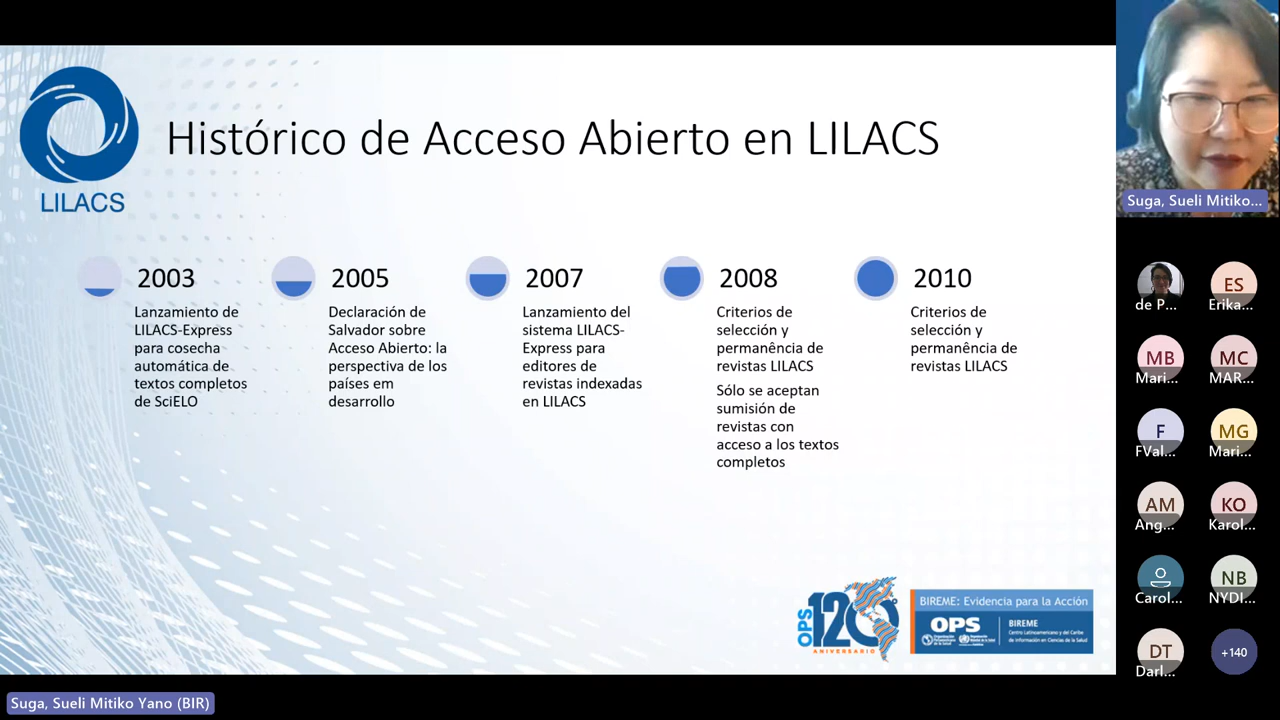 LILACS
Histórico de Acceso Abierto en LILACS
2003
Lanzamiento de
LILACS-Express
para cosecha
automática de
textos completos
de SciELO
2005
Declaración de
Salvador sobre
Acceso Abierto: la
perspectiva de los
países em
desarrollo
2007
Lanzamiento del
sistema LILACS-
Express para
editores de
revistas indexadas
en LILACS
2008
Criterios de
selección y
permanência de
revistas LILACS
Sólo se aceptan
sumisión de
revistas con
acceso a los textos
completos
2010
Criterios de
selección y
permanência de
revistas LILACS
OPS
120
ANIVERSARIO
BIREME: Evidencia para la Acción
OPS
BIREME
Centro Latinoamericano y del Caribe
de Información en Ciencias de la Salud
Suga, Sueli Mitiko...
de P...
ES
Erika...
MB
Mari...
MC
MAR...
F
FVal...
MG
Mari...
AM
Ang...
KO
Karol...
Carol...
NB
NYDI...
DT
Darl...
+140
Suga, Sueli Mitiko Yano (BIR)